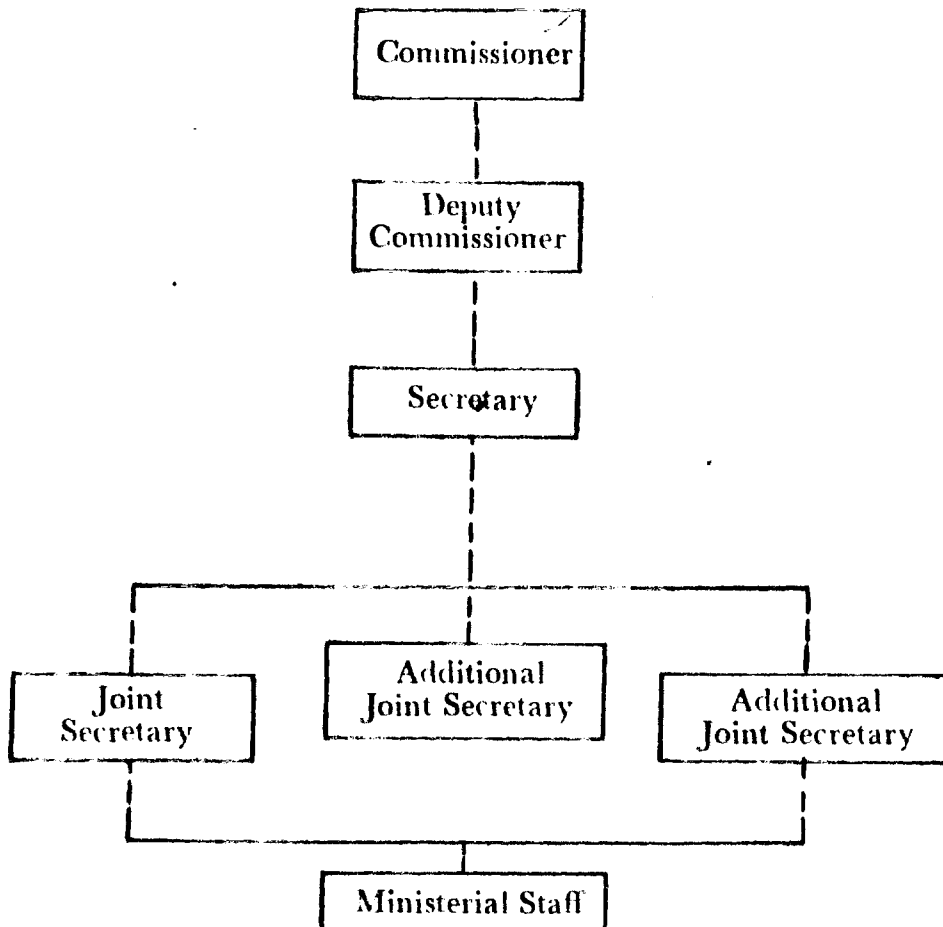 Commissioner
Deputy
Commissioner
Secretary
Joint
Secretary
Additional
Joint Secretary
Additional
Joint Secretary
Ministerial Staff